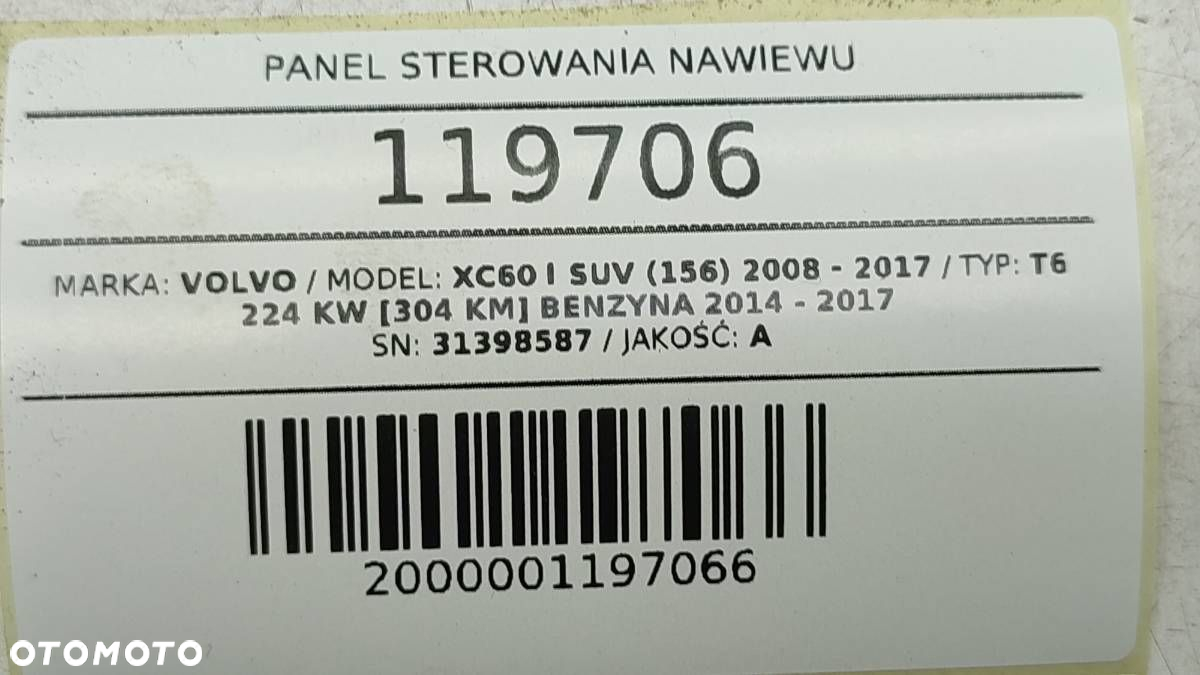 PANEL STEROWANIA NAWIEWU
119706
MARKA: VOLVO / MODEL: XC60 I SUV (156) 2008 - 2017 / TYP: T6
224 KW [304 KM] BENZYNA 2014 - 2017
SN: 31398587 / JAKOŚĆ: A
2000001197066
OTOMOTO